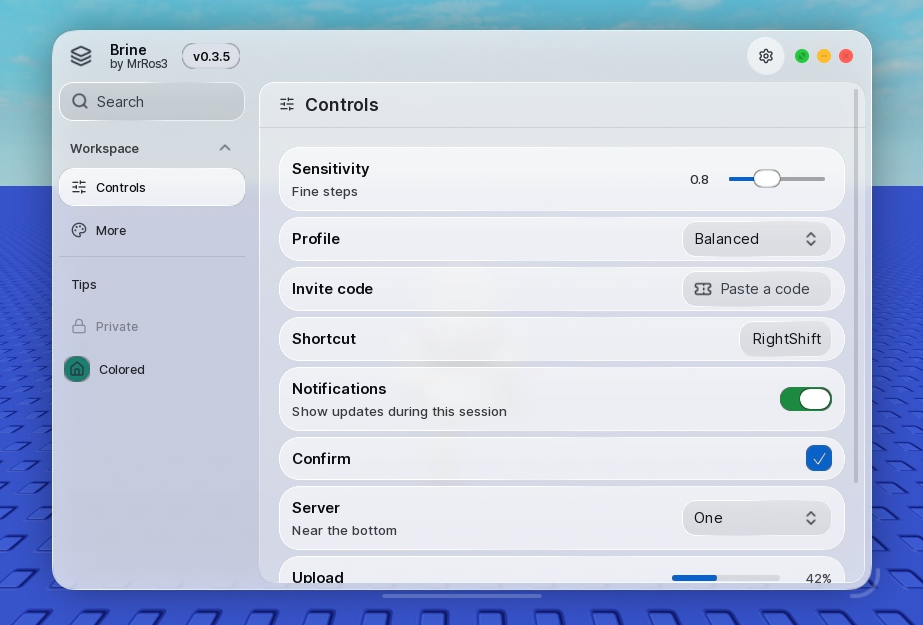 Brine
by MrRos3
v0.3.5
Search
Workspace
Controls
More
Tips
Private
Colored
Controls
Sensitivity
Fine steps
0.8
Profile
Balanced
Invite code
Paste a code
Shortcut
RightShift
Notifications
Show updates during this session
Confirm
Server
Near the bottom
One
Upload
42%